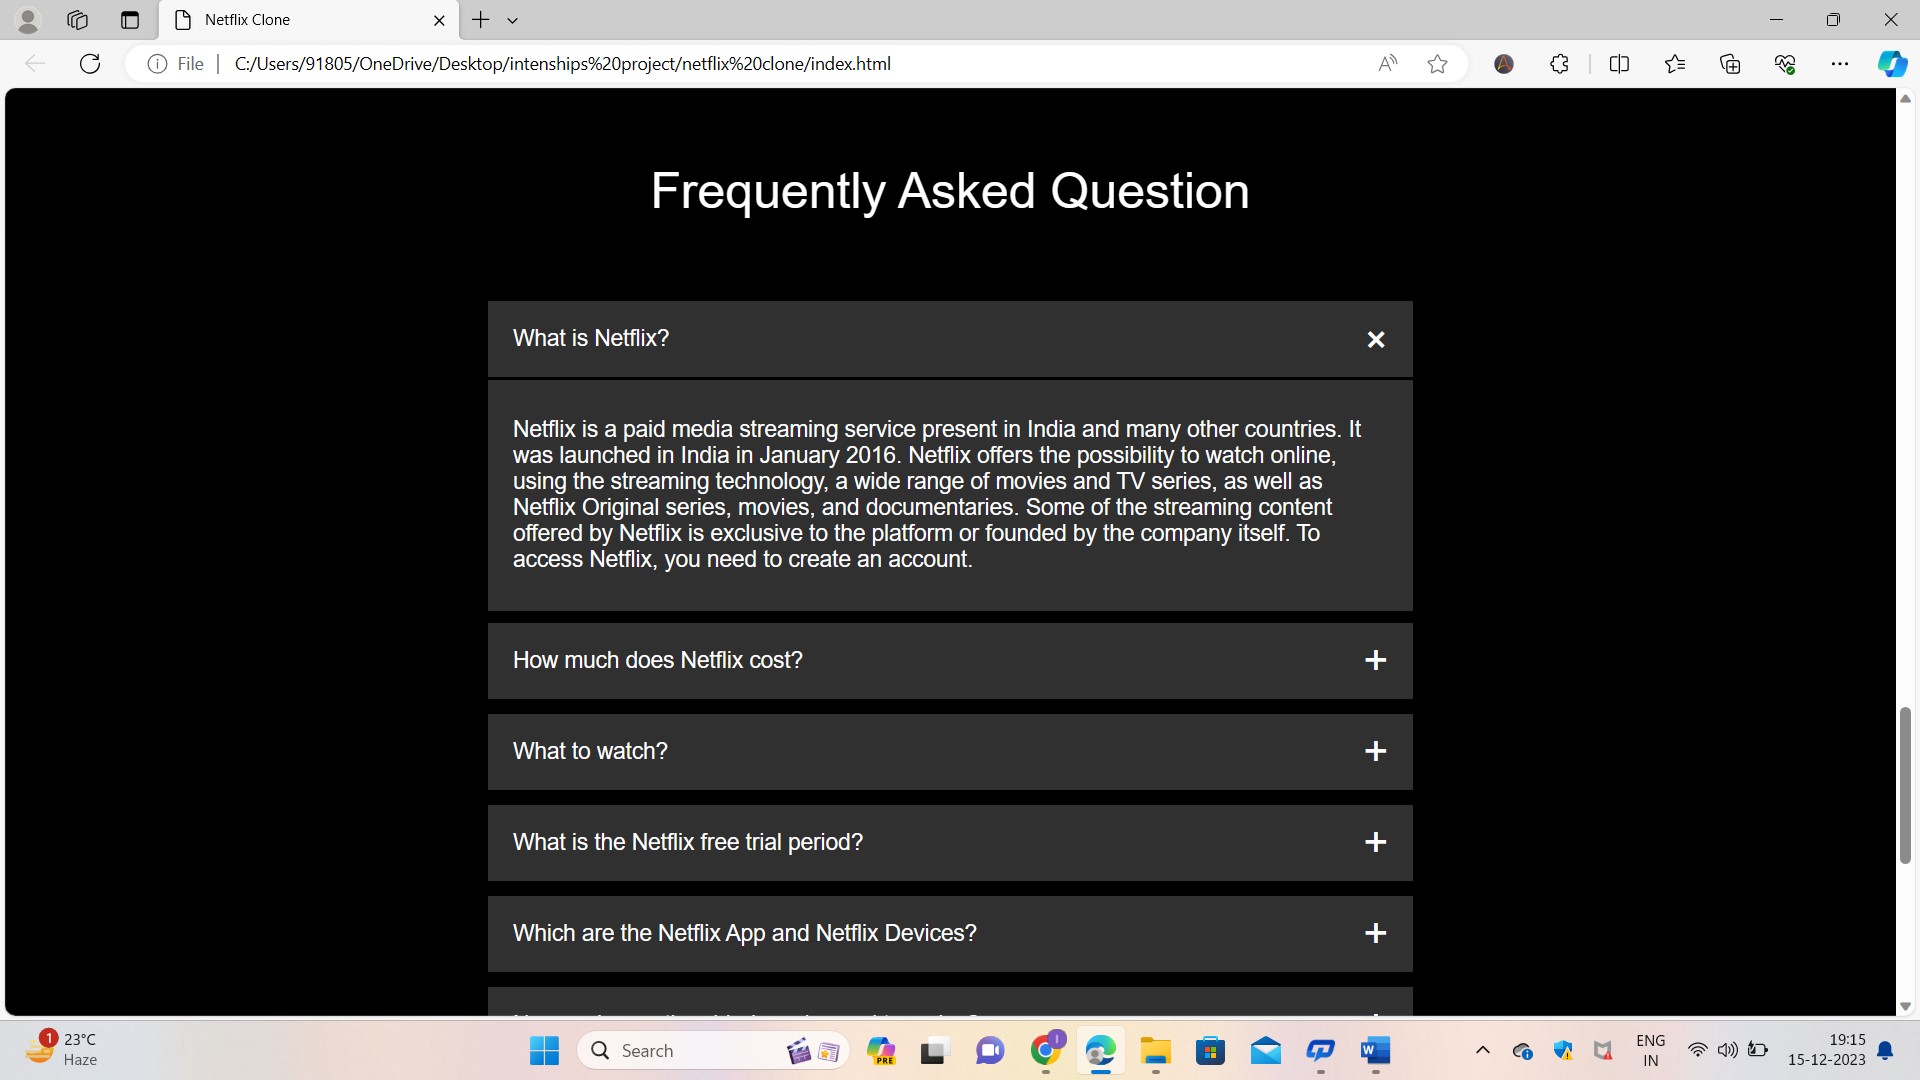 Netflix Clone
File
C:/Users/91805/OneDrive/Desktop/intenships%20project/netflix%20clone/index.html
Frequently Asked Question
What is Netflix?
Netflix is a paid media streaming service present in India and many other countries. It
was launched in India in January 2016. Netflix offers the possibility to watch online,
using the streaming technology, a wide range of movies and TV series, as well as
Netflix Original series, movies, and documentaries. Some of the streaming content
offered by Netflix is exclusive to the platform or founded by the company itself. To
access Netflix, you need to create an account.
How much does Netflix cost?
What to watch?
What is the Netflix free trial period?
Which are the Netflix App and Netflix Devices?
1
23°C
Haze
Search
PRE
I
W
ENG
IN
19:15
15-12-2023